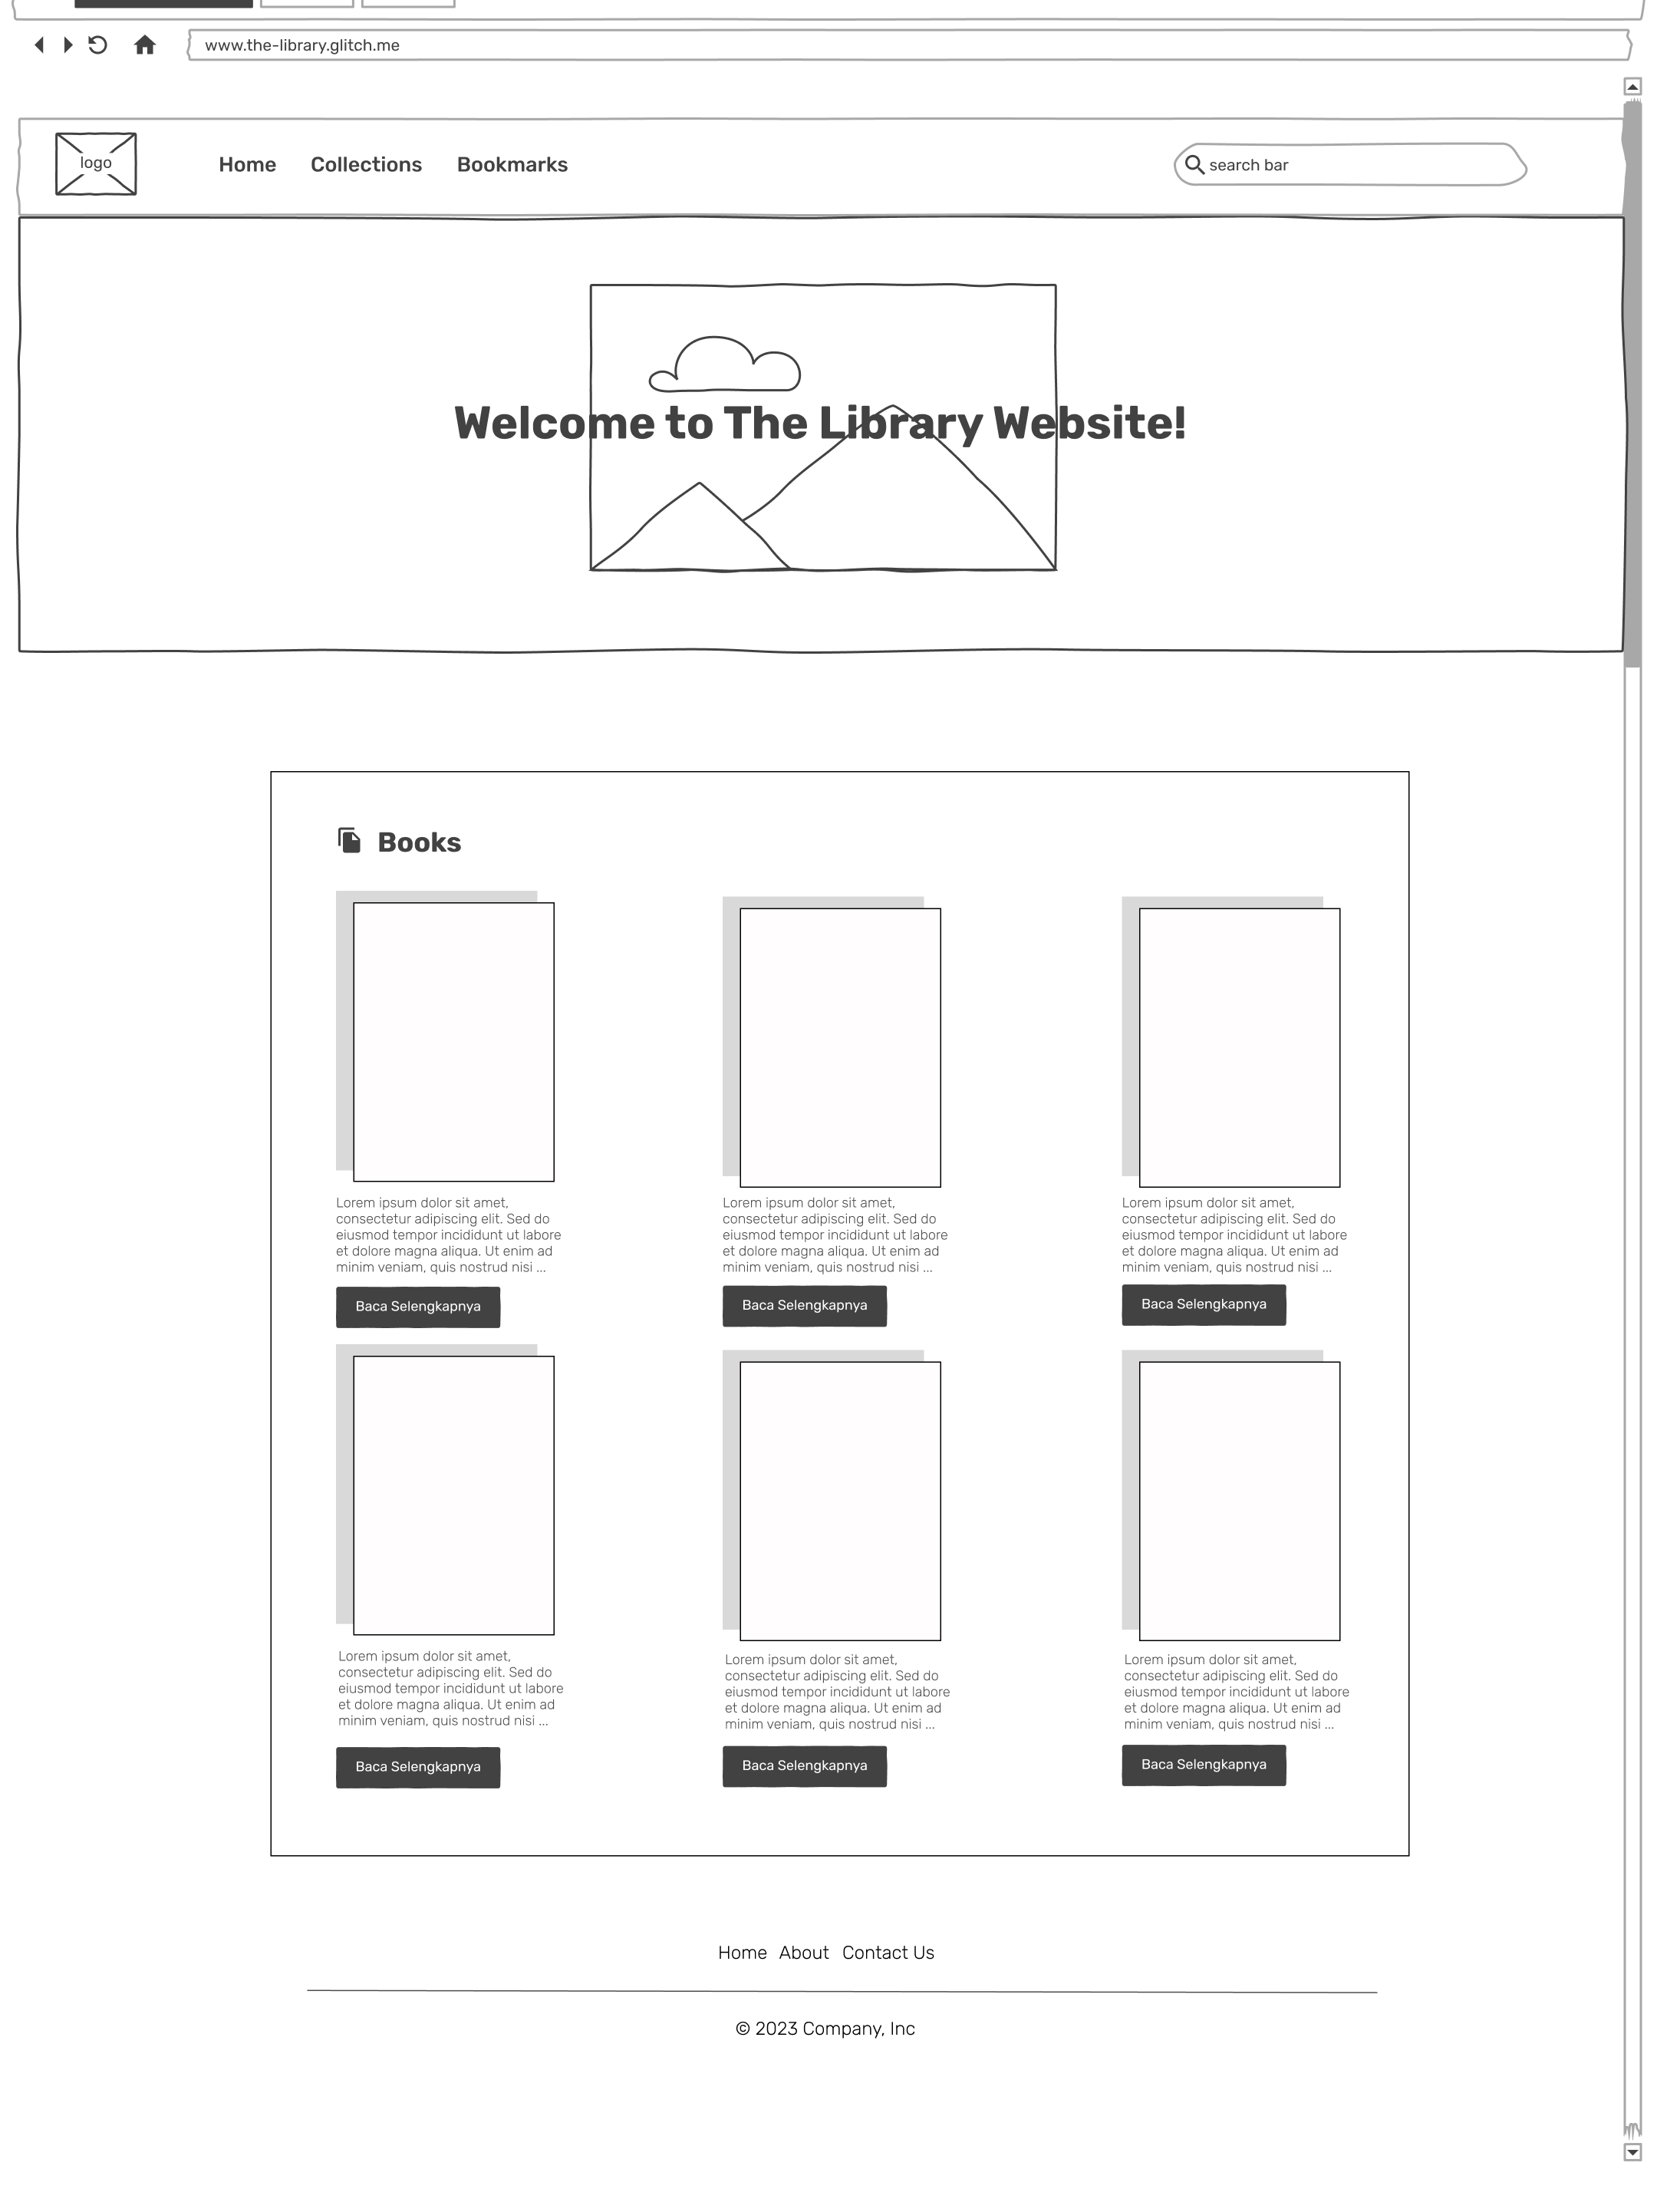 www.the-library.glitch.me
logo
Home Collections Bookmarks
search bar
Welcome to The Library Website!
Books
Lorem ipsum dolor sit amet,
consectetur adipiscing elit. Sed do
eiusmod tempor incididunt ut labore
et dolore magna aliqua. Ut enim ad
minim veniam, quis nostrud nisi ...
Baca Selengkapnya
Lorem ipsum dolor sit amet,
consectetur adipiscing elit. Sed do
eiusmod tempor incididunt ut labore
et dolore magna aliqua. Ut enim ad
minim veniam, quis nostrud nisi ...
Baca Selengkapnya
Lorem ipsum dolor sit amet,
consectetur adipiscing elit. Sed do
eiusmod tempor incididunt ut labore
et dolore magna aliqua. Ut enim ad
minim veniam, quis nostrud nisi ...
Baca Selengkapnya
Lorem ipsum dolor sit amet,
consectetur adipiscing elit. Sed do
eiusmod tempor incididunt ut labore
et dolore magna aliqua. Ut enim ad
minim veniam, quis nostrud nisi ...
Baca Selengkapnya
Lorem ipsum dolor sit amet,
consectetur adipiscing elit. Sed do
eiusmod tempor incididunt ut labore
et dolore magna aliqua. Ut enim ad
minim veniam, quis nostrud nisi ...
Baca Selengkapnya
Lorem ipsum dolor sit amet,
consectetur adipiscing elit. Sed do
eiusmod tempor incididunt ut labore
et dolore magna aliqua. Ut enim ad
minim veniam, quis nostrud nisi ...
Baca Selengkapnya
Home About Contact Us
© 2023 Company, Inc